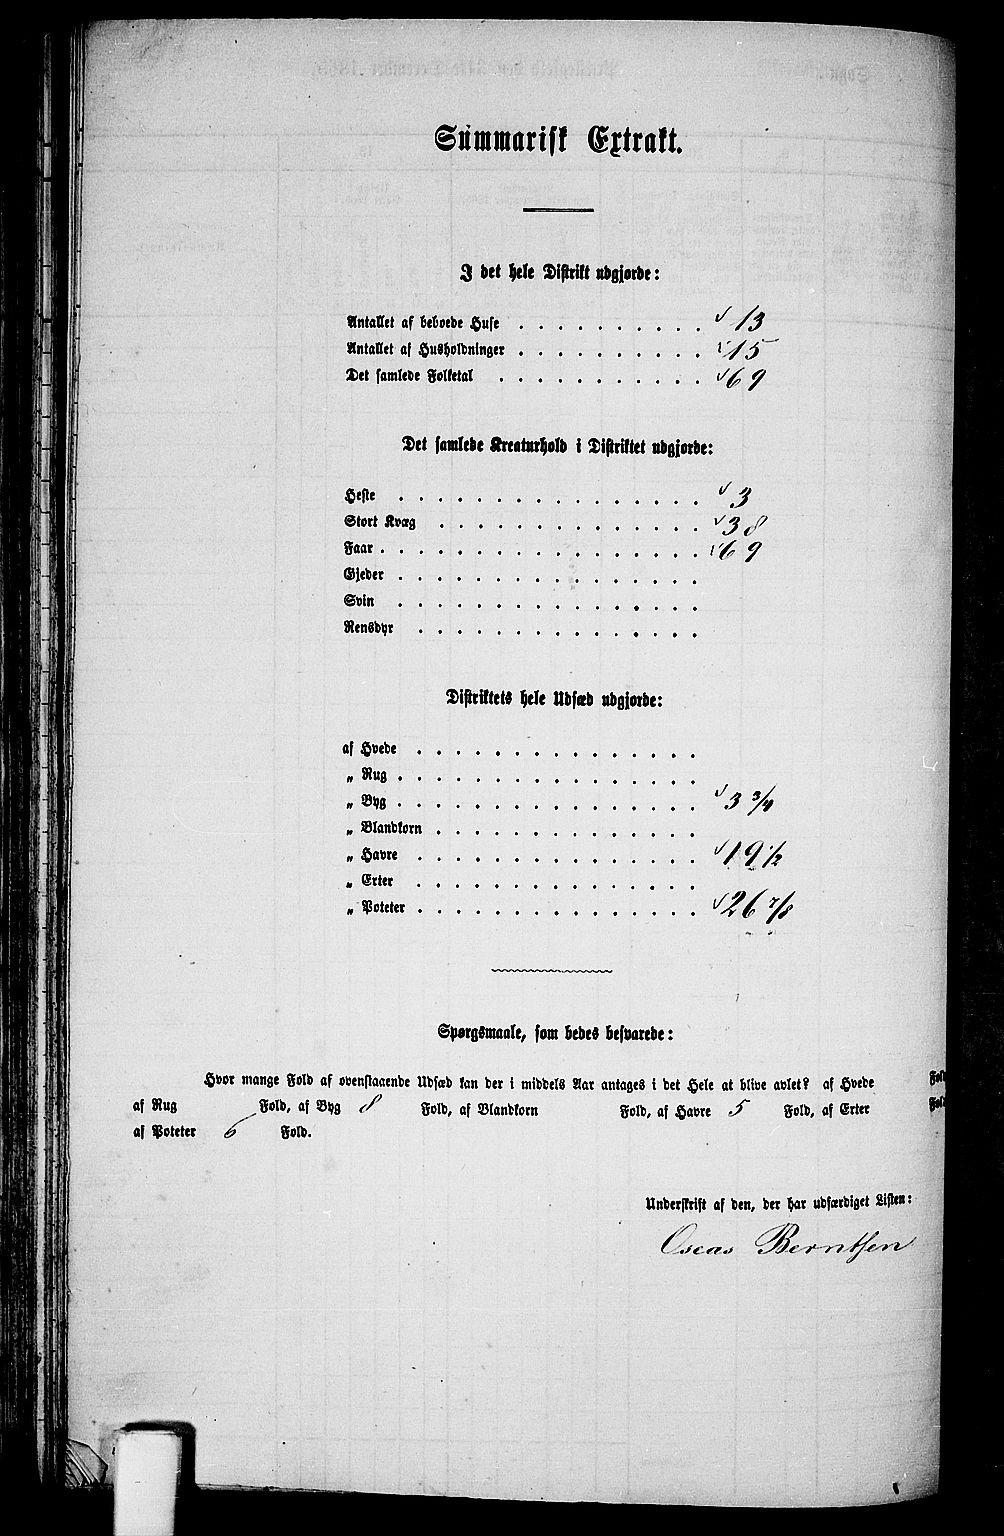 Summarisk Extrakt.
I det hele Distrikt udgjorde:
Antallet af beboede Huse . . . . . . . . . . 13
Antallet af Husholdninger . . . . . . . . . . 15
Det samlede Folketal . . . . . . . . . . . 69
Det samlede Kreaturhold i Distriktet udgjorde:
Heste . . . . . . . . . . . . . . . . 3
Stort Kvæg . . . . . . . . . . . . . . 38
Faar . . . . . . . . . . . . . . . . . 69
Gjeder . . . . . . . . . . . . . . . .
Svin . . . . . . . . . . . . . . . .
Rensdyr . . . . . . . . . . . . . . .
Distriktets hele Udsæd udgjorde:
af Hvede . . . . . . . . . . . . . . .
„ Rug . . . . . . . . . . . . . . . .
„ Byg . . . . . . . . . . . . . . . . 3 3/4
„ Blandkorn . . . . . . . . . . . . . .
„ Havre . . . . . . . . . . . . . . . 19 1/2
„ Erter . . . . . . . . . . . . . . .
„ Poteter . . . . . . . . . . . . . . . 26 7/8
Spørgsmaale, som bedes besvarede:
Hvor mange Fold af ovenstaaende Udsæd kan der i middels Aar antages i det Hele at blive avlet? af Hvede Fold
af Rug Fold, af Byg 8 Fold, af Blandkorn Fold, af Havre 5 Fold, af Erter Fold
af Poteter 6 Fold.
Underskrift af den, der har udfærdiget Listen:
Oscar Berntsen